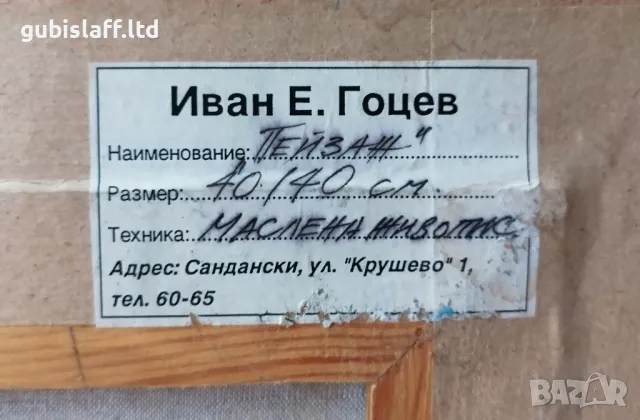 gubislaff.ltd
Иван Е. Гоцев
Наименование: "ПЕЙЗАЖ"
Размер: 40/40 см.
Техника: МАСЛЕНА ЖИВОПИС
Адрес: Сандански, ул. "Крушево" 1,
тел. 60-65
BAZAR